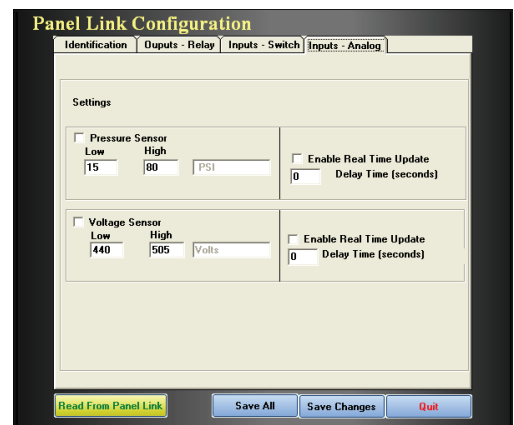 Panel Link Configuration
Identification Ouputs - Relay Inputs - Switch Inputs - Analog
Settings
Pressure Sensor
Low High
15 80 PSI
Enable Real Time Update
0 Delay Time (seconds)
Voltage Sensor
Low High
440 505 Volts
Enable Real Time Update
0 Delay Time (seconds)
Read From Panel Link Save All Save Changes Quit